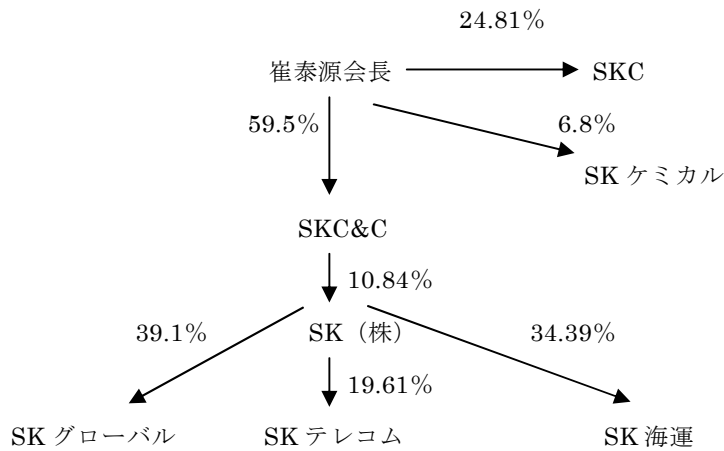 24.81%
崔泰源会長
SKC
59.5%
6.8%
SK ケミカル
SKC&C
10.84%
39.1%
SK（株）
34.39%
19.61%
SK グローバル
SK テレコム
SK 海運